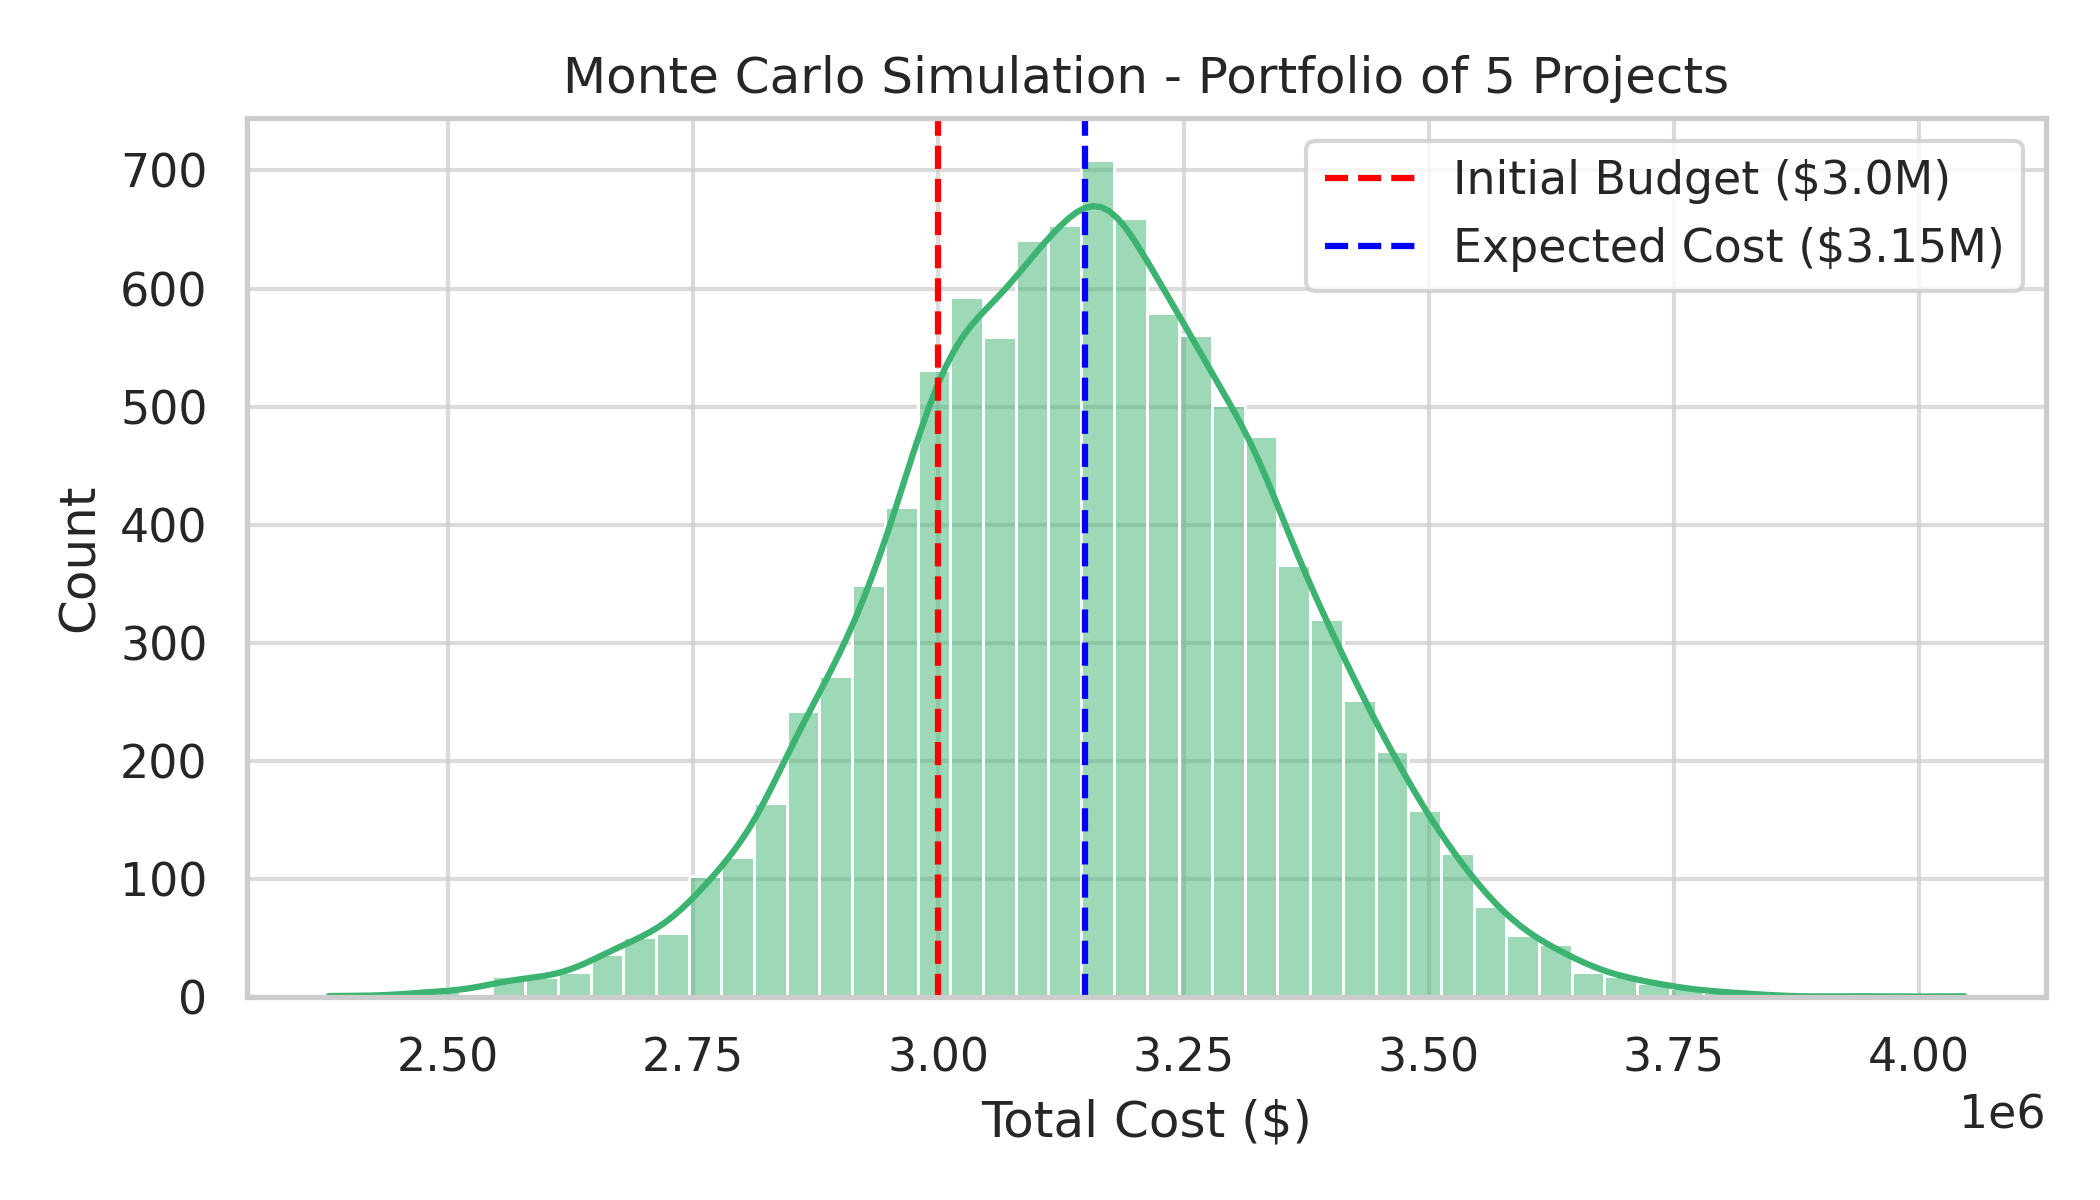 Monte Carlo Simulation - Portfolio of 5 Projects
Initial Budget ($3.0M)
Expected Cost ($3.15M)
700
600
500
400
300
200
100
0
Count
2.50 2.75 3.00 3.25 3.50 3.75 4.00
1e6
Total Cost ($)